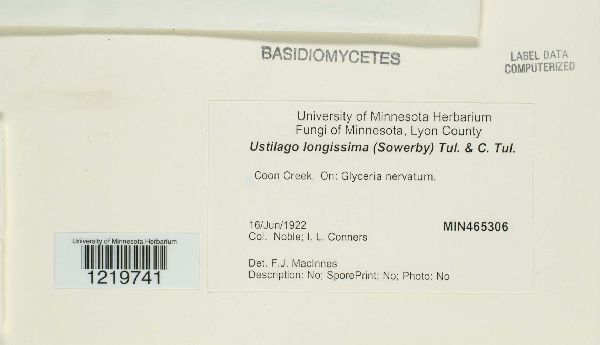 BASIDIOMYCETES
LABEL DATA
COMPUTERIZED
University of Minnesota Herbarium
Fungi of Minnesota, Lyon County
Ustilago longissima (Sowerby) Tul. & C. Tul.
Coon Creek. On: Glyceria nervatum.
16/Jun/1922
MIN465306
Col. Noble; I. L. Conners
Det. F.J. MacInnes
Description: No; SporePrint: No; Photo: No
University of Minnesota Herbarium
1219741